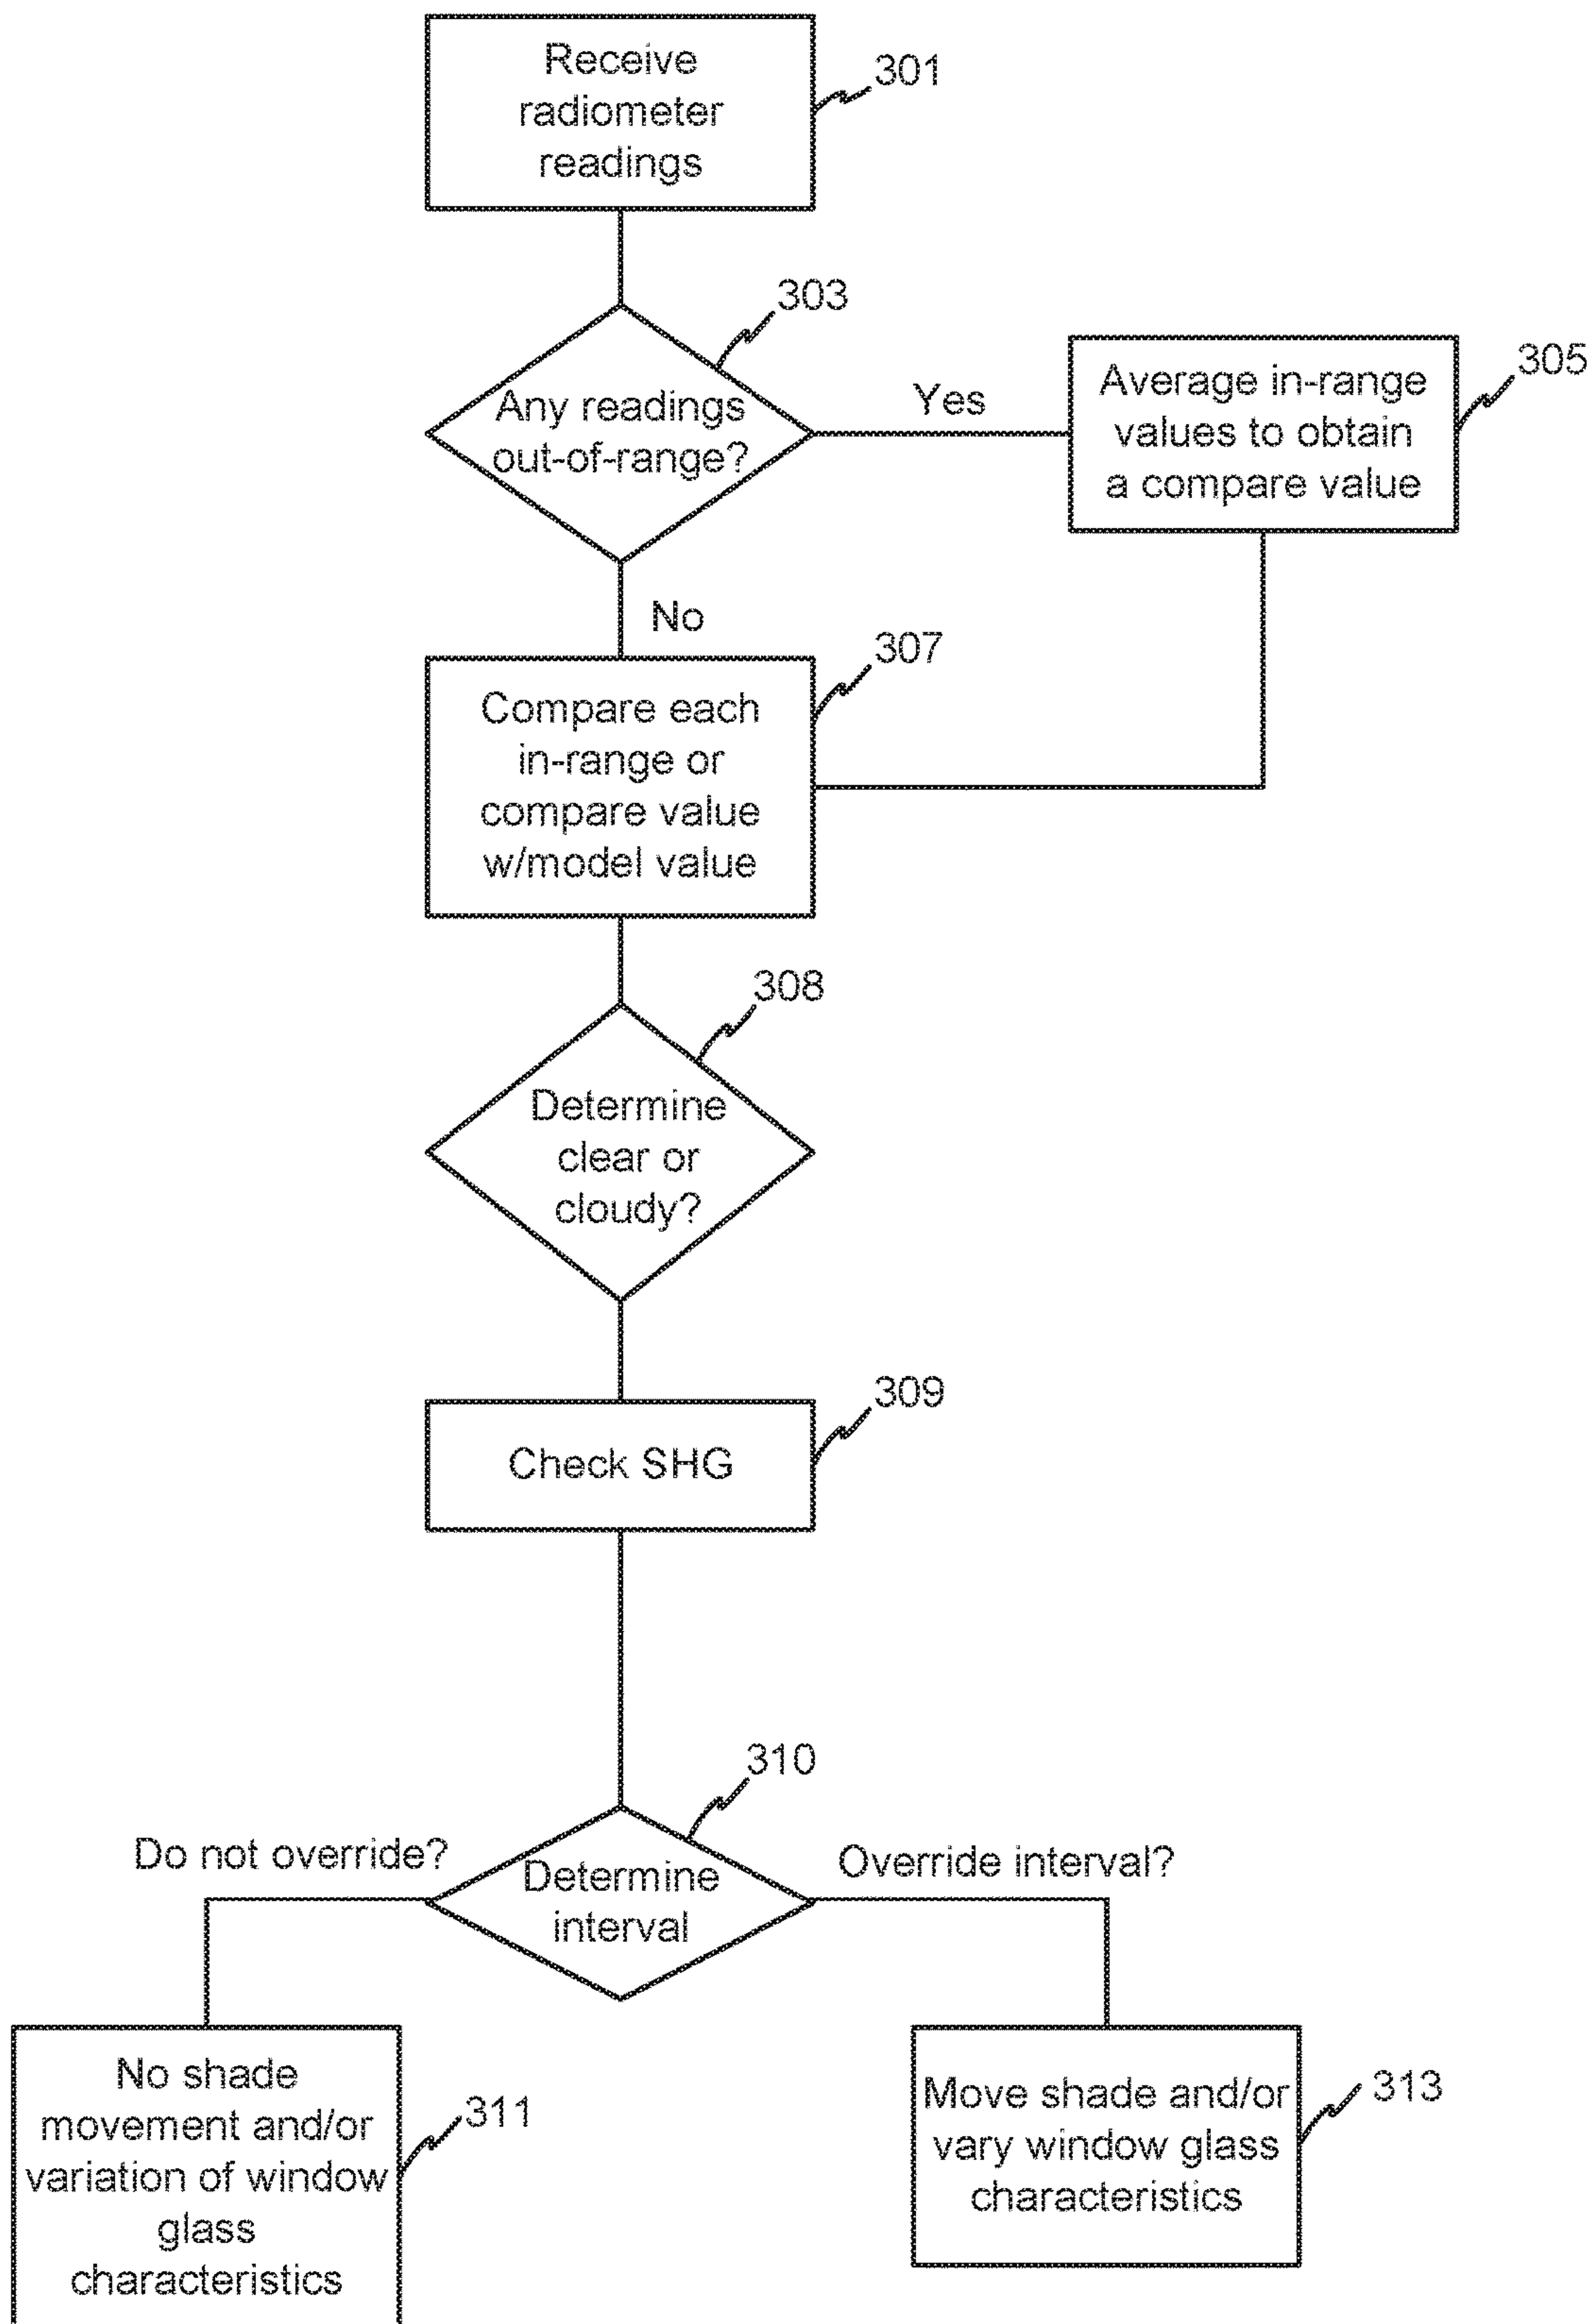 Receive
radiometer
readings
301
303
Any readings
out-of-range?
Yes
Average in-range
values to obtain
a compare value
305
No
307
Compare each
in-range or
compare value
w/model value
308
Determine
clear or
cloudy?
309
Check SHG
310
Do not override?
Determine
interval
Override interval?
No shade
movement and/or
variation of window
glass
characteristics
311
Move shade and/or
vary window glass
characteristics
313